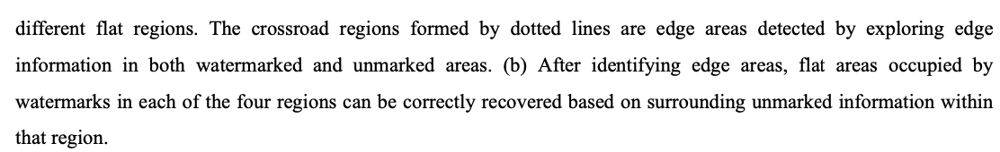 different flat regions. The crossroad regions formed by dotted lines are edge areas detected by exploring edge
information in both watermarked and unmarked areas. (b) After identifying edge areas, flat areas occupied by
watermarks in each of the four regions can be correctly recovered based on surrounding unmarked information within
that region.